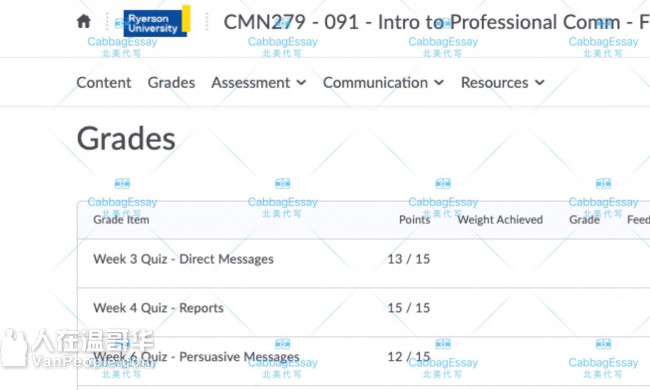 Ryerson
University
CMN279 - 091 - Intro to Professional Comm - F
CabbagEssay CabbagEssay CabbagEssay CabbagEssay
北美代写 北美代写 北美代写 北美代写
Content Grades Assessment Communication Resources
Grades
CabbagEssay CabbagEssay CabbagEssay CabbagEssay
北美代写 北美代写 北美代写 北美代写
Grade Item Points Weight Achieved Grade Feed
Week 3 Quiz - Direct Messages 13 / 15
Week 4 Quiz - Reports 15 / 15
Week 6 Quiz - Persuasive Messages 12 / 15
CabbagEssay CabbagEssay CabbagEssay CabbagEssay
北美代写 北美代写 北美代写 北美代写
人在温哥华
VanPeople.com